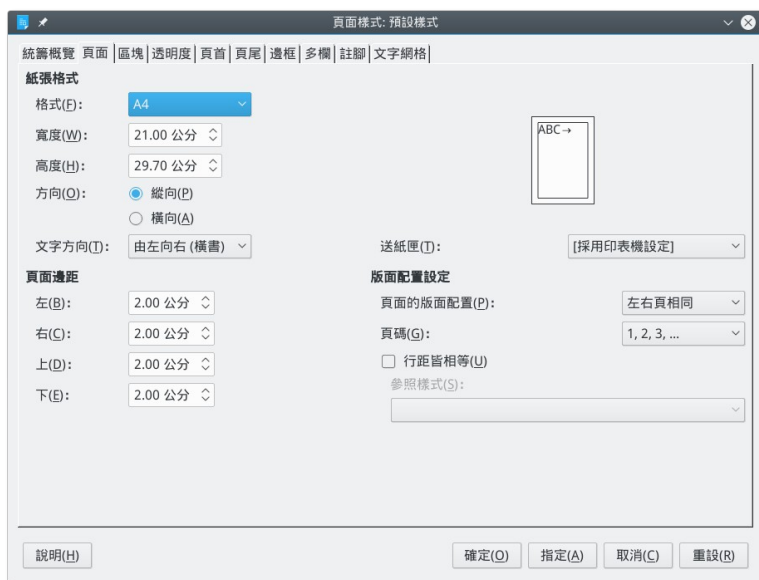 頁面樣式: 預設樣式
統籌概覽 頁面 區塊 透明度 頁首 頁尾 邊框 多欄 註腳 文字網格
紙張格式
格式(F): A4
寬度(W): 21.00 公分
高度(H): 29.70 公分
ABC→
方向(O): 縱向(P)
橫向(A)
文字方向(T): 由左向右 (橫書) 送紙匣(T): [採用印表機設定]
頁面邊距 版面配置設定
左(B): 2.00 公分 頁面的版面配置(P): 左右頁相同
右(C): 2.00 公分 頁碼(G): 1, 2, 3, ...
上(D): 2.00 公分 行距皆相等(U)
參照樣式(S):
下(E): 2.00 公分
說明(H) 確定(O) 指定(A) 取消(C) 重設(R)